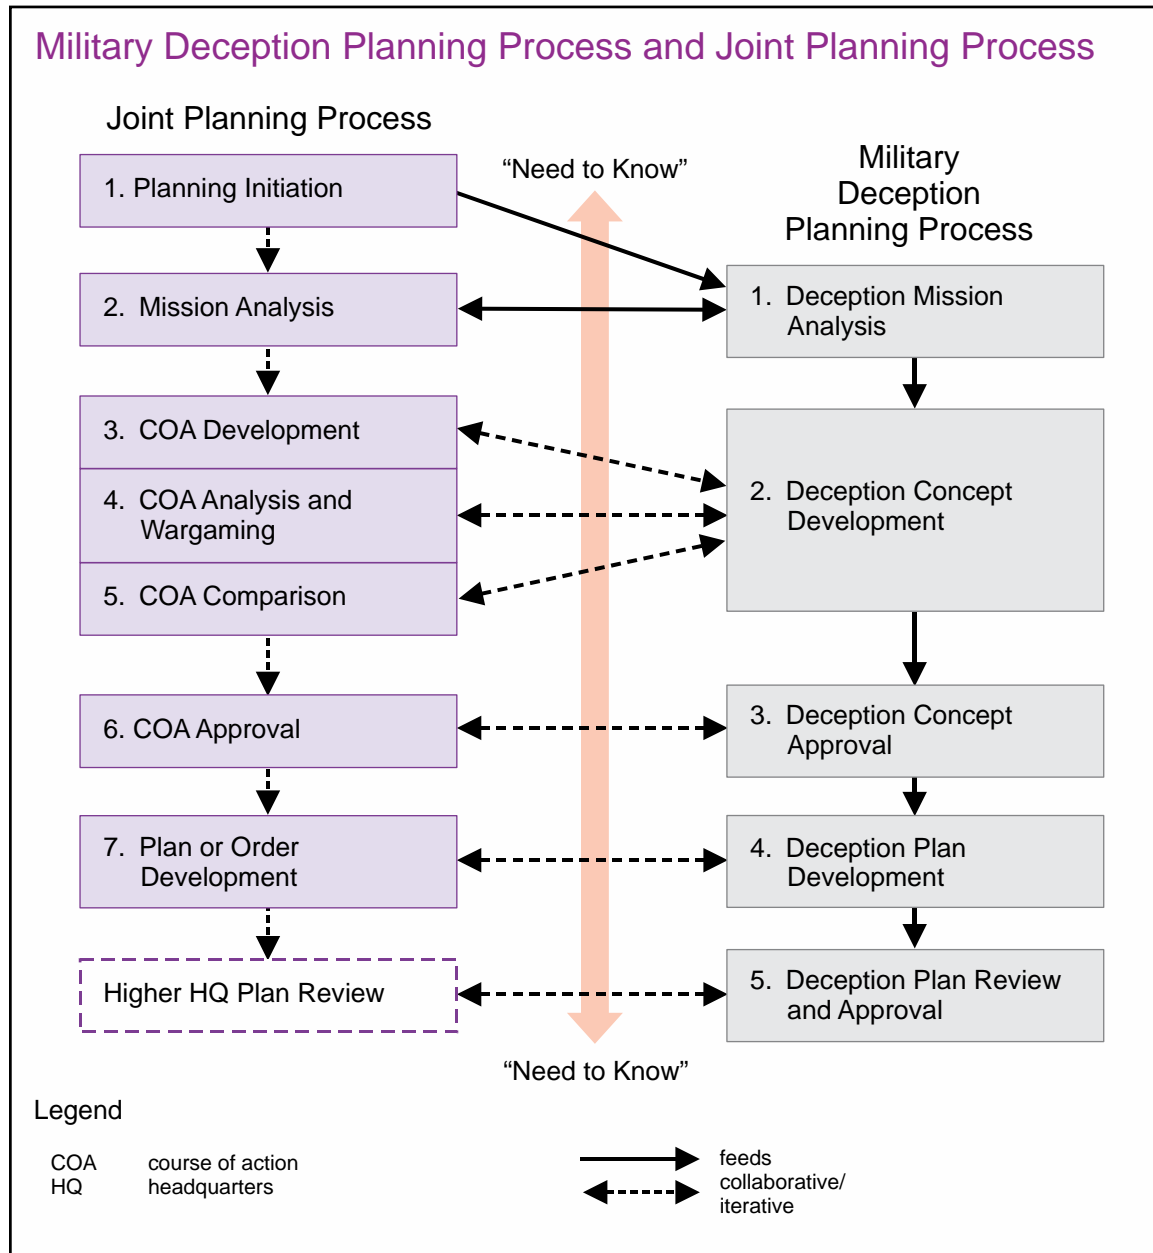 Military Deception Planning Process and Joint Planning Process
Joint Planning Process
1. Planning Initiation
2. Mission Analysis
3. COA Development
4. COA Analysis and
Wargaming
5. COA Comparison
6. COA Approval
7. Plan or Order
Development
Higher HQ Plan Review
“Need to Know”
“Need to Know”
Military
Deception
Planning Process
1. Deception Mission
Analysis
2. Deception Concept
Development
3. Deception Concept
Approval
4. Deception Plan
Development
5. Deception Plan Review
and Approval
Legend
COA course of action
HQ headquarters
feeds
collaborative/
iterative